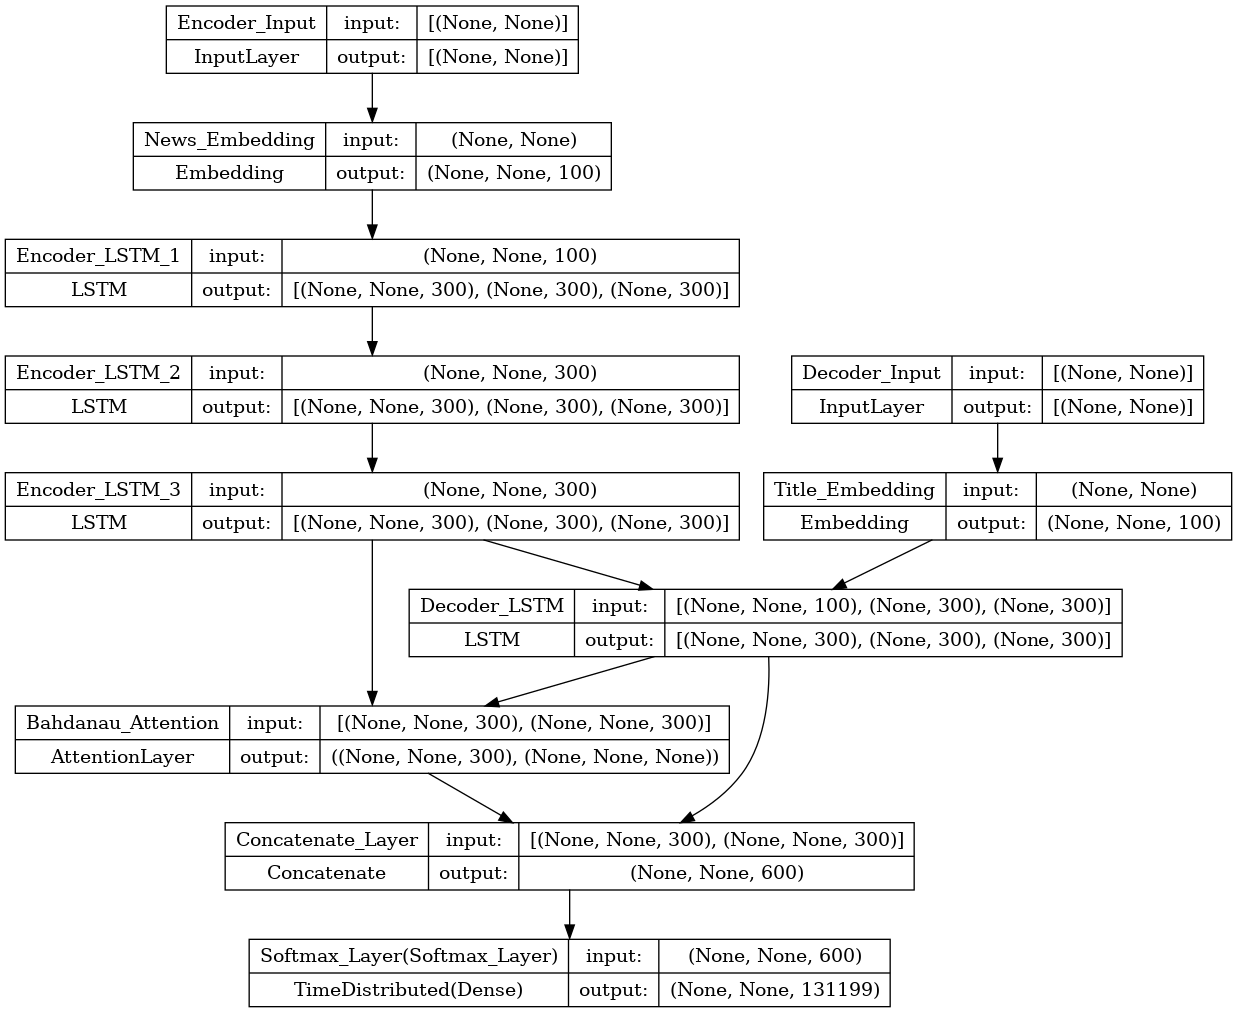 Encoder_Input input: [(None, None)]
InputLayer output: [(None, None)]
News_Embedding input: (None, None)
Embedding output: (None, None, 100)
Encoder_LSTM_1 input: (None, None, 100)
LSTM output: [(None, None, 300), (None, 300), (None, 300)]
Encoder_LSTM_2 input: (None, None, 300)
LSTM output: [(None, None, 300), (None, 300), (None, 300)]
Decoder_Input input: [(None, None)]
InputLayer output: [(None, None)]
Encoder_LSTM_3 input: (None, None, 300)
LSTM output: [(None, None, 300), (None, 300), (None, 300)]
Title_Embedding input: (None, None)
Embedding output: (None, None, 100)
Decoder_LSTM input: [(None, None, 100), (None, 300), (None, 300)]
LSTM output: [(None, None, 300), (None, 300), (None, 300)]
Bahdanau_Attention input: [(None, None, 300), (None, None, 300)]
AttentionLayer output: ((None, None, 300), (None, None, None))
Concatenate_Layer input: [(None, None, 300), (None, None, 300)]
Concatenate output: (None, None, 600)
Softmax_Layer(Softmax_Layer) input: (None, None, 600)
TimeDistributed(Dense) output: (None, None, 131199)